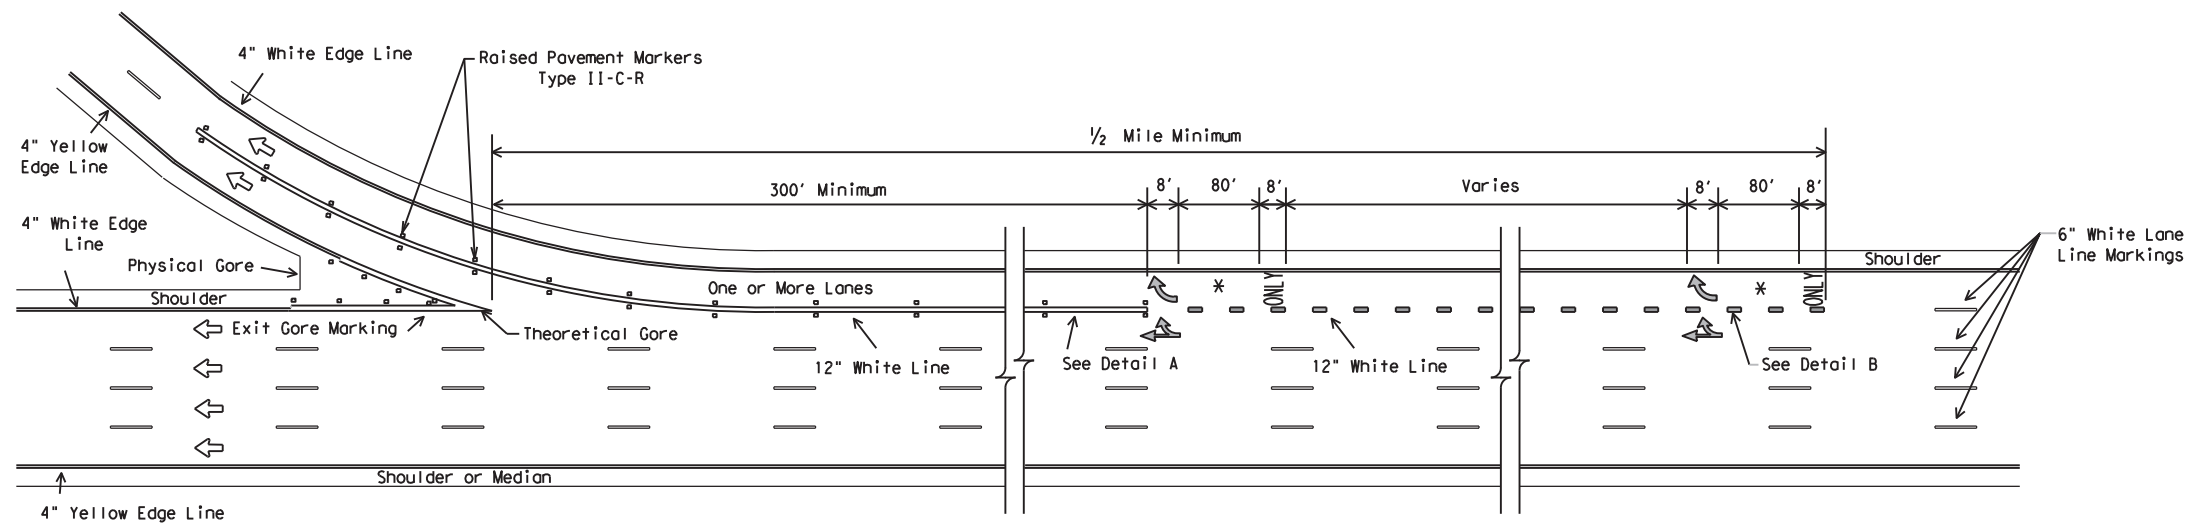 4" White Edge Line
Raised Pavement Markers
Type II-C-R
½ Mile Minimum
4" Yellow
Edge Line
300' Minimum
8'
80'
8'
Varies
8'
80'
8'
4" White Edge
Line
6" White Lane
Line Markings
Physical Gore
Shoulder
Shoulder
One or More Lanes
*
ONLY
*
ONLY
Exit Gore Marking
Theoretical Gore
12" White Line
See Detail A
12" White Line
See Detail B
Shoulder or Median
4" Yellow Edge Line